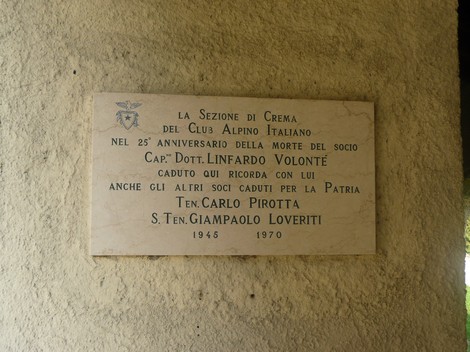 LA SEZIONE DI CREMA
DEL CLUB ALPINO ITALIANO
NEL 25° ANNIVERSARIO DELLA MORTE DEL SOCIO
CAP.NO DOTT. LINFARDO VOLONTÉ
CADUTO QUI RICORDA CON LUI
ANCHE GLI ALTRI SOCI CADUTI PER LA PATRIA
TEN. CARLO PIROTTA
S. TEN. GIAMPAOLO LOVERITI
1945 1970